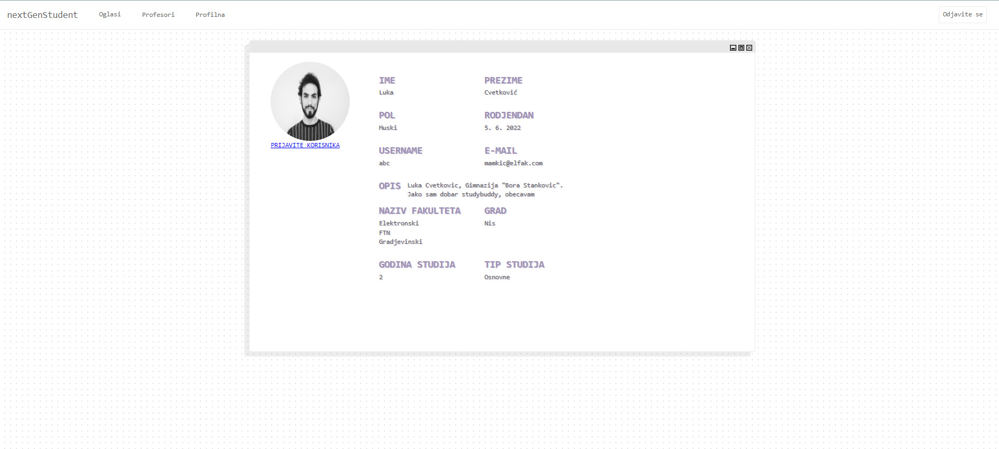 nextGenStudent Oglasi Profesori Profilna Odjavite se
PRIJAVITE KORISNIKA
IME PREZIME
Luka Cvetković
POL RODJENDAN
Muski 5. 6. 2022
USERNAME E-MAIL
abc mamkic@elfak.com
OPIS Luka Cvetkovic, Gimnazija "Bora Stankovic".
Jako sam dobar studybuddy, obecavam
NAZIV FAKULTETA GRAD
Elektronski Nis
FTN
Gradjevinski
GODINA STUDIJA TIP STUDIJA
2 Osnovne